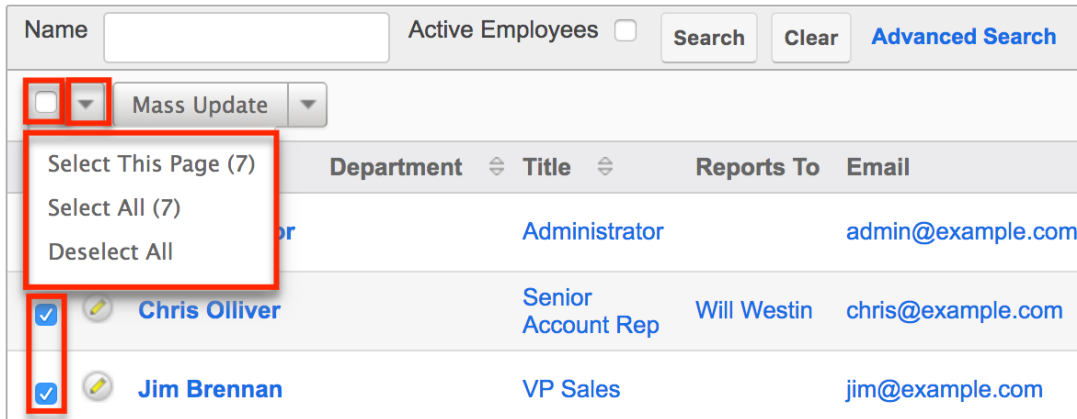 Name Active Employees Search Clear Advanced Search
Mass Update
Select This Page (7)
Select All (7)
Deselect All
Department Title Reports To Email
or Administrator admin@example.com
Chris Olliver Senior Account Rep Will Westin chris@example.com
Jim Brennan VP Sales jim@example.com